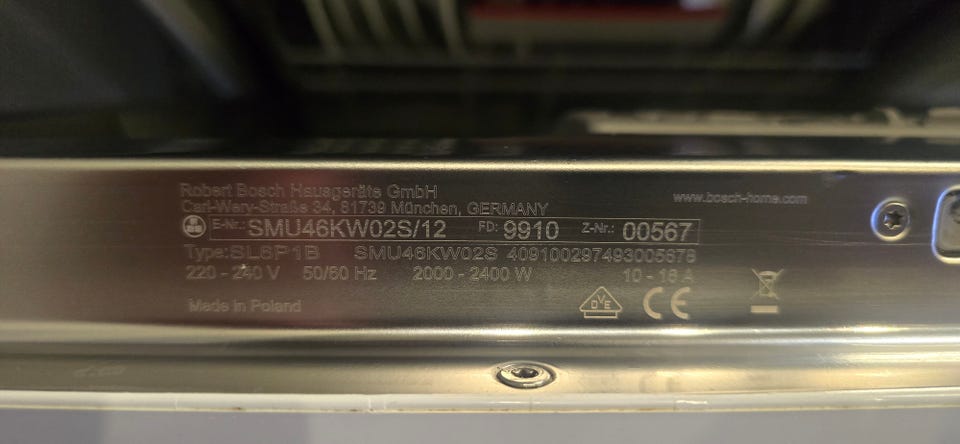 Robert Bosch Hausgeräte GmbH
Carl-Wery-Straße 34, 81739 München, GERMANY
www.bosch-home.com
E-Nr.: SMU46KW02S/12 FD: 9910 Z-Nr.: 00567
Type: SL6P1B SMU46KW02S 409100297493005678
220 - 240 V 50/60 Hz 2000 - 2400 W 10 - 16 A
Made in Poland
DVE CE